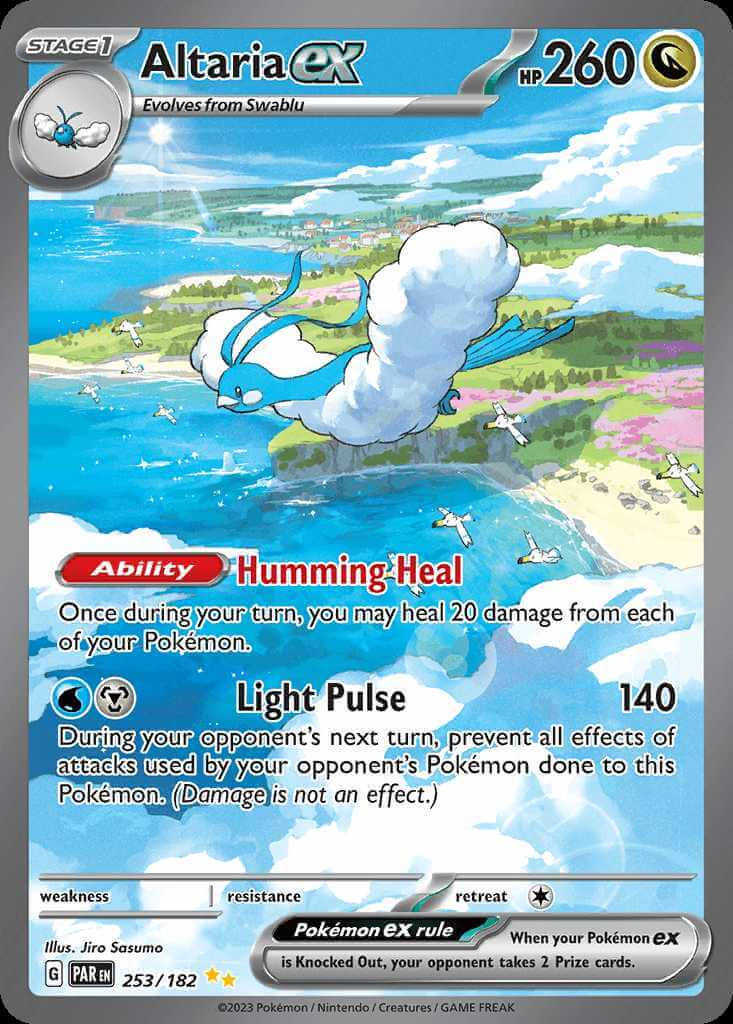 STAGE 1
Altaria ex
HP 260
Evolves from Swablu
Ability Humming Heal
Once during your turn, you may heal 20 damage from each
of your Pokémon.
Light Pulse 140
During your opponent's next turn, prevent all effects of
attacks used by your opponent's Pokémon done to this
Pokémon. (Damage is not an effect.)
weakness resistance retreat
Illus. Jiro Sasumo
Pokémon ex rule When your Pokémon ex
is Knocked Out, your opponent takes 2 Prize cards.
G PAR EN 253/182
©2023 Pokémon / Nintendo / Creatures / GAME FREAK